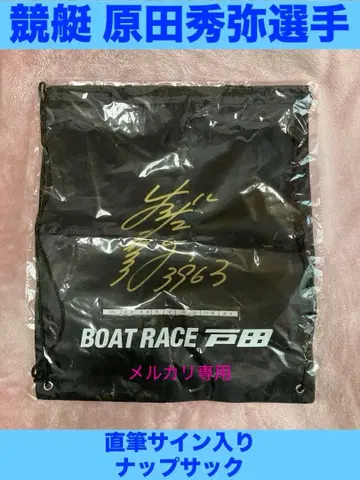 競艇 原田秀弥選手
3963
BOAT RACE 戸田
メルカリ専用
直筆サイン入り
ナップサック